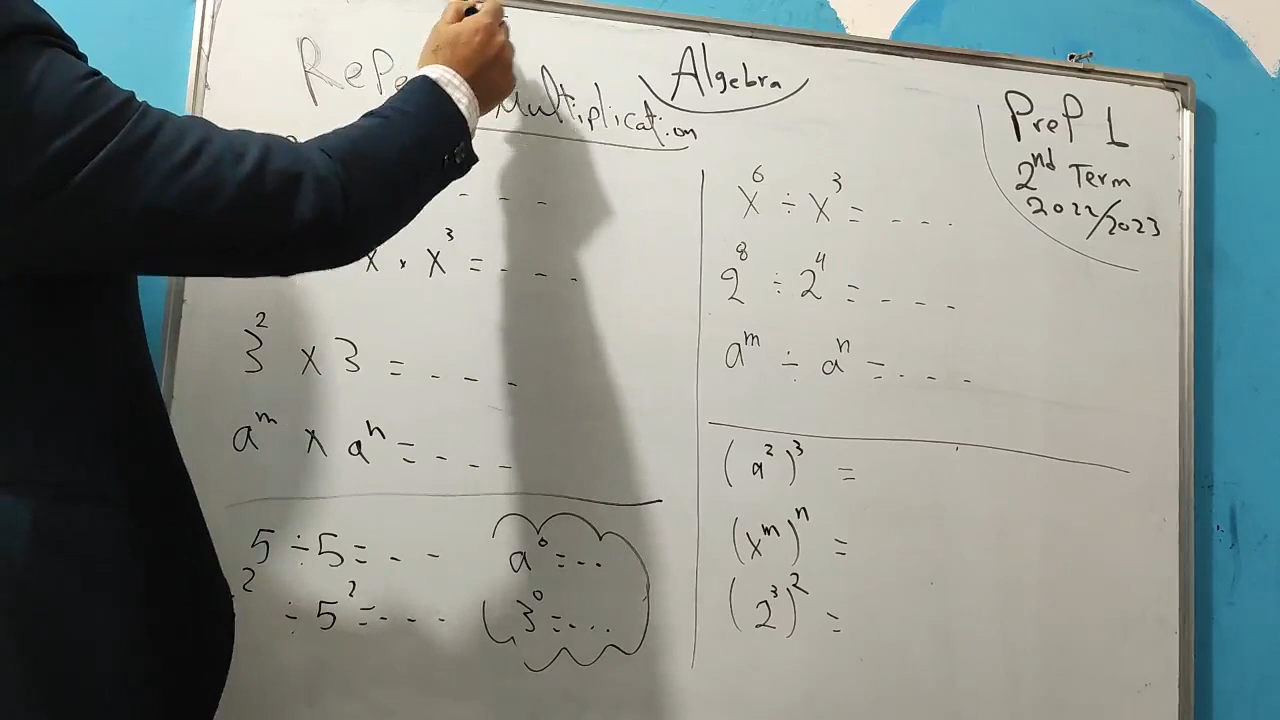 Algebra
Multiplication
PreP 1
2nd Term
2022/2023
- - -
x × x³ = - - -
3² × 3 = - - -
aᵐ × aⁿ = - - -
5 ÷ 5 = - - -
² ÷ 5² = - - -
a⁰ = - - -
3⁰ = - - -
x⁶ ÷ x³ = - - -
2⁸ ÷ 2⁴ = - - -
aᵐ ÷ aⁿ = - - -
(a²)³ =
(xᵐ)ⁿ =
(2³)² =